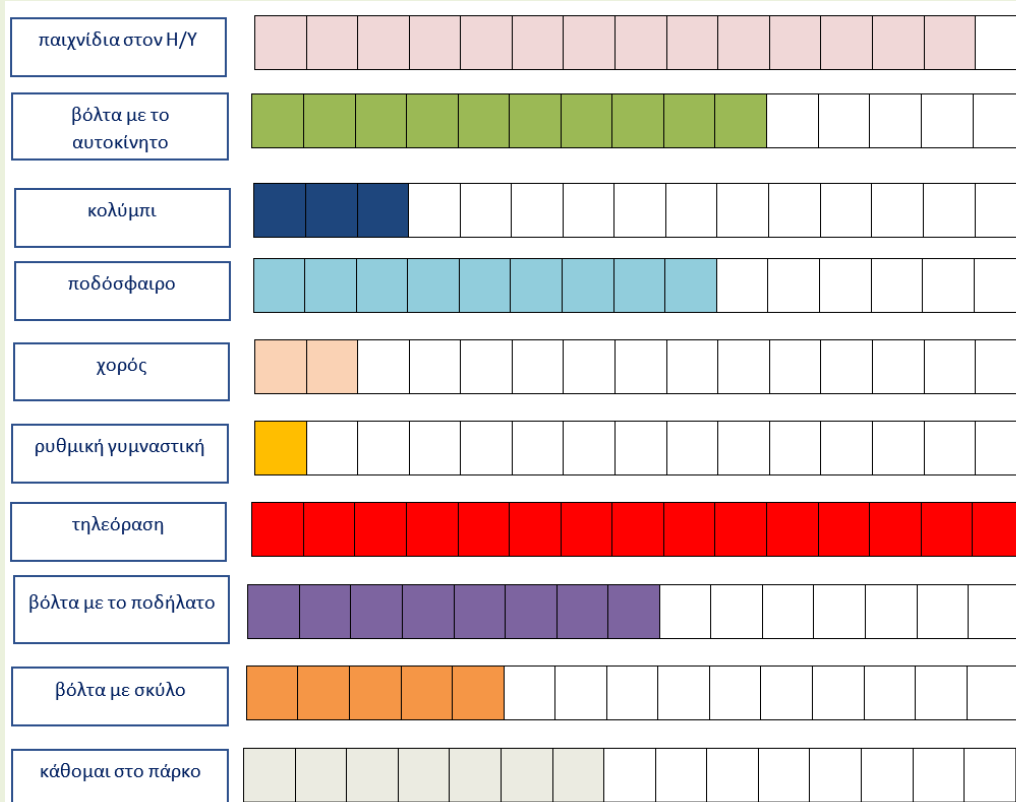 παιχνίδια στον Η/Υ
βόλτα με το
αυτοκίνητο
κολύμπι
ποδόσφαιρο
χορός
ρυθμική γυμναστική
τηλεόραση
βόλτα με το ποδήλατο
βόλτα με σκύλο
κάθομαι στο πάρκο